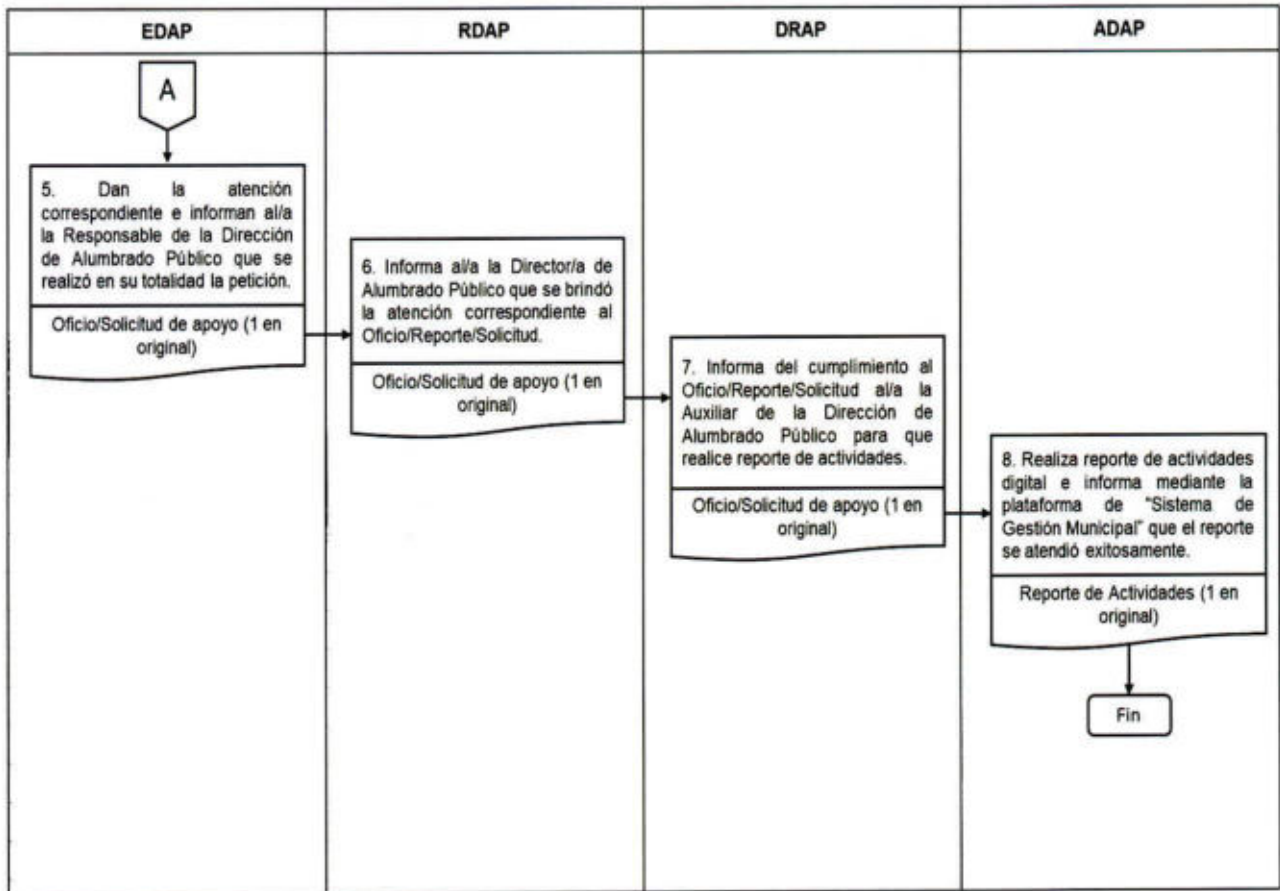 EDAP
RDAP
DRAP
ADAP
A
5. Dan la atención
correspondiente e informan al/a
la Responsable de la Dirección
de Alumbrado Público que se
realizó en su totalidad la petición.
Oficio/Solicitud de apoyo (1 en
original)
6. Informa al/a la Director/a de
Alumbrado Público que se brindó
la atención correspondiente al
Oficio/Reporte/Solicitud.
Oficio/Solicitud de apoyo (1 en
original)
7. Informa del cumplimiento al
Oficio/Reporte/Solicitud al/a la
Auxiliar de la Dirección de
Alumbrado Público para que
realice reporte de actividades.
Oficio/Solicitud de apoyo (1 en
original)
8. Realiza reporte de actividades
digital e informa mediante la
plataforma de "Sistema de
Gestión Municipal" que el reporte
se atendió exitosamente.
Reporte de Actividades (1 en
original)
Fin